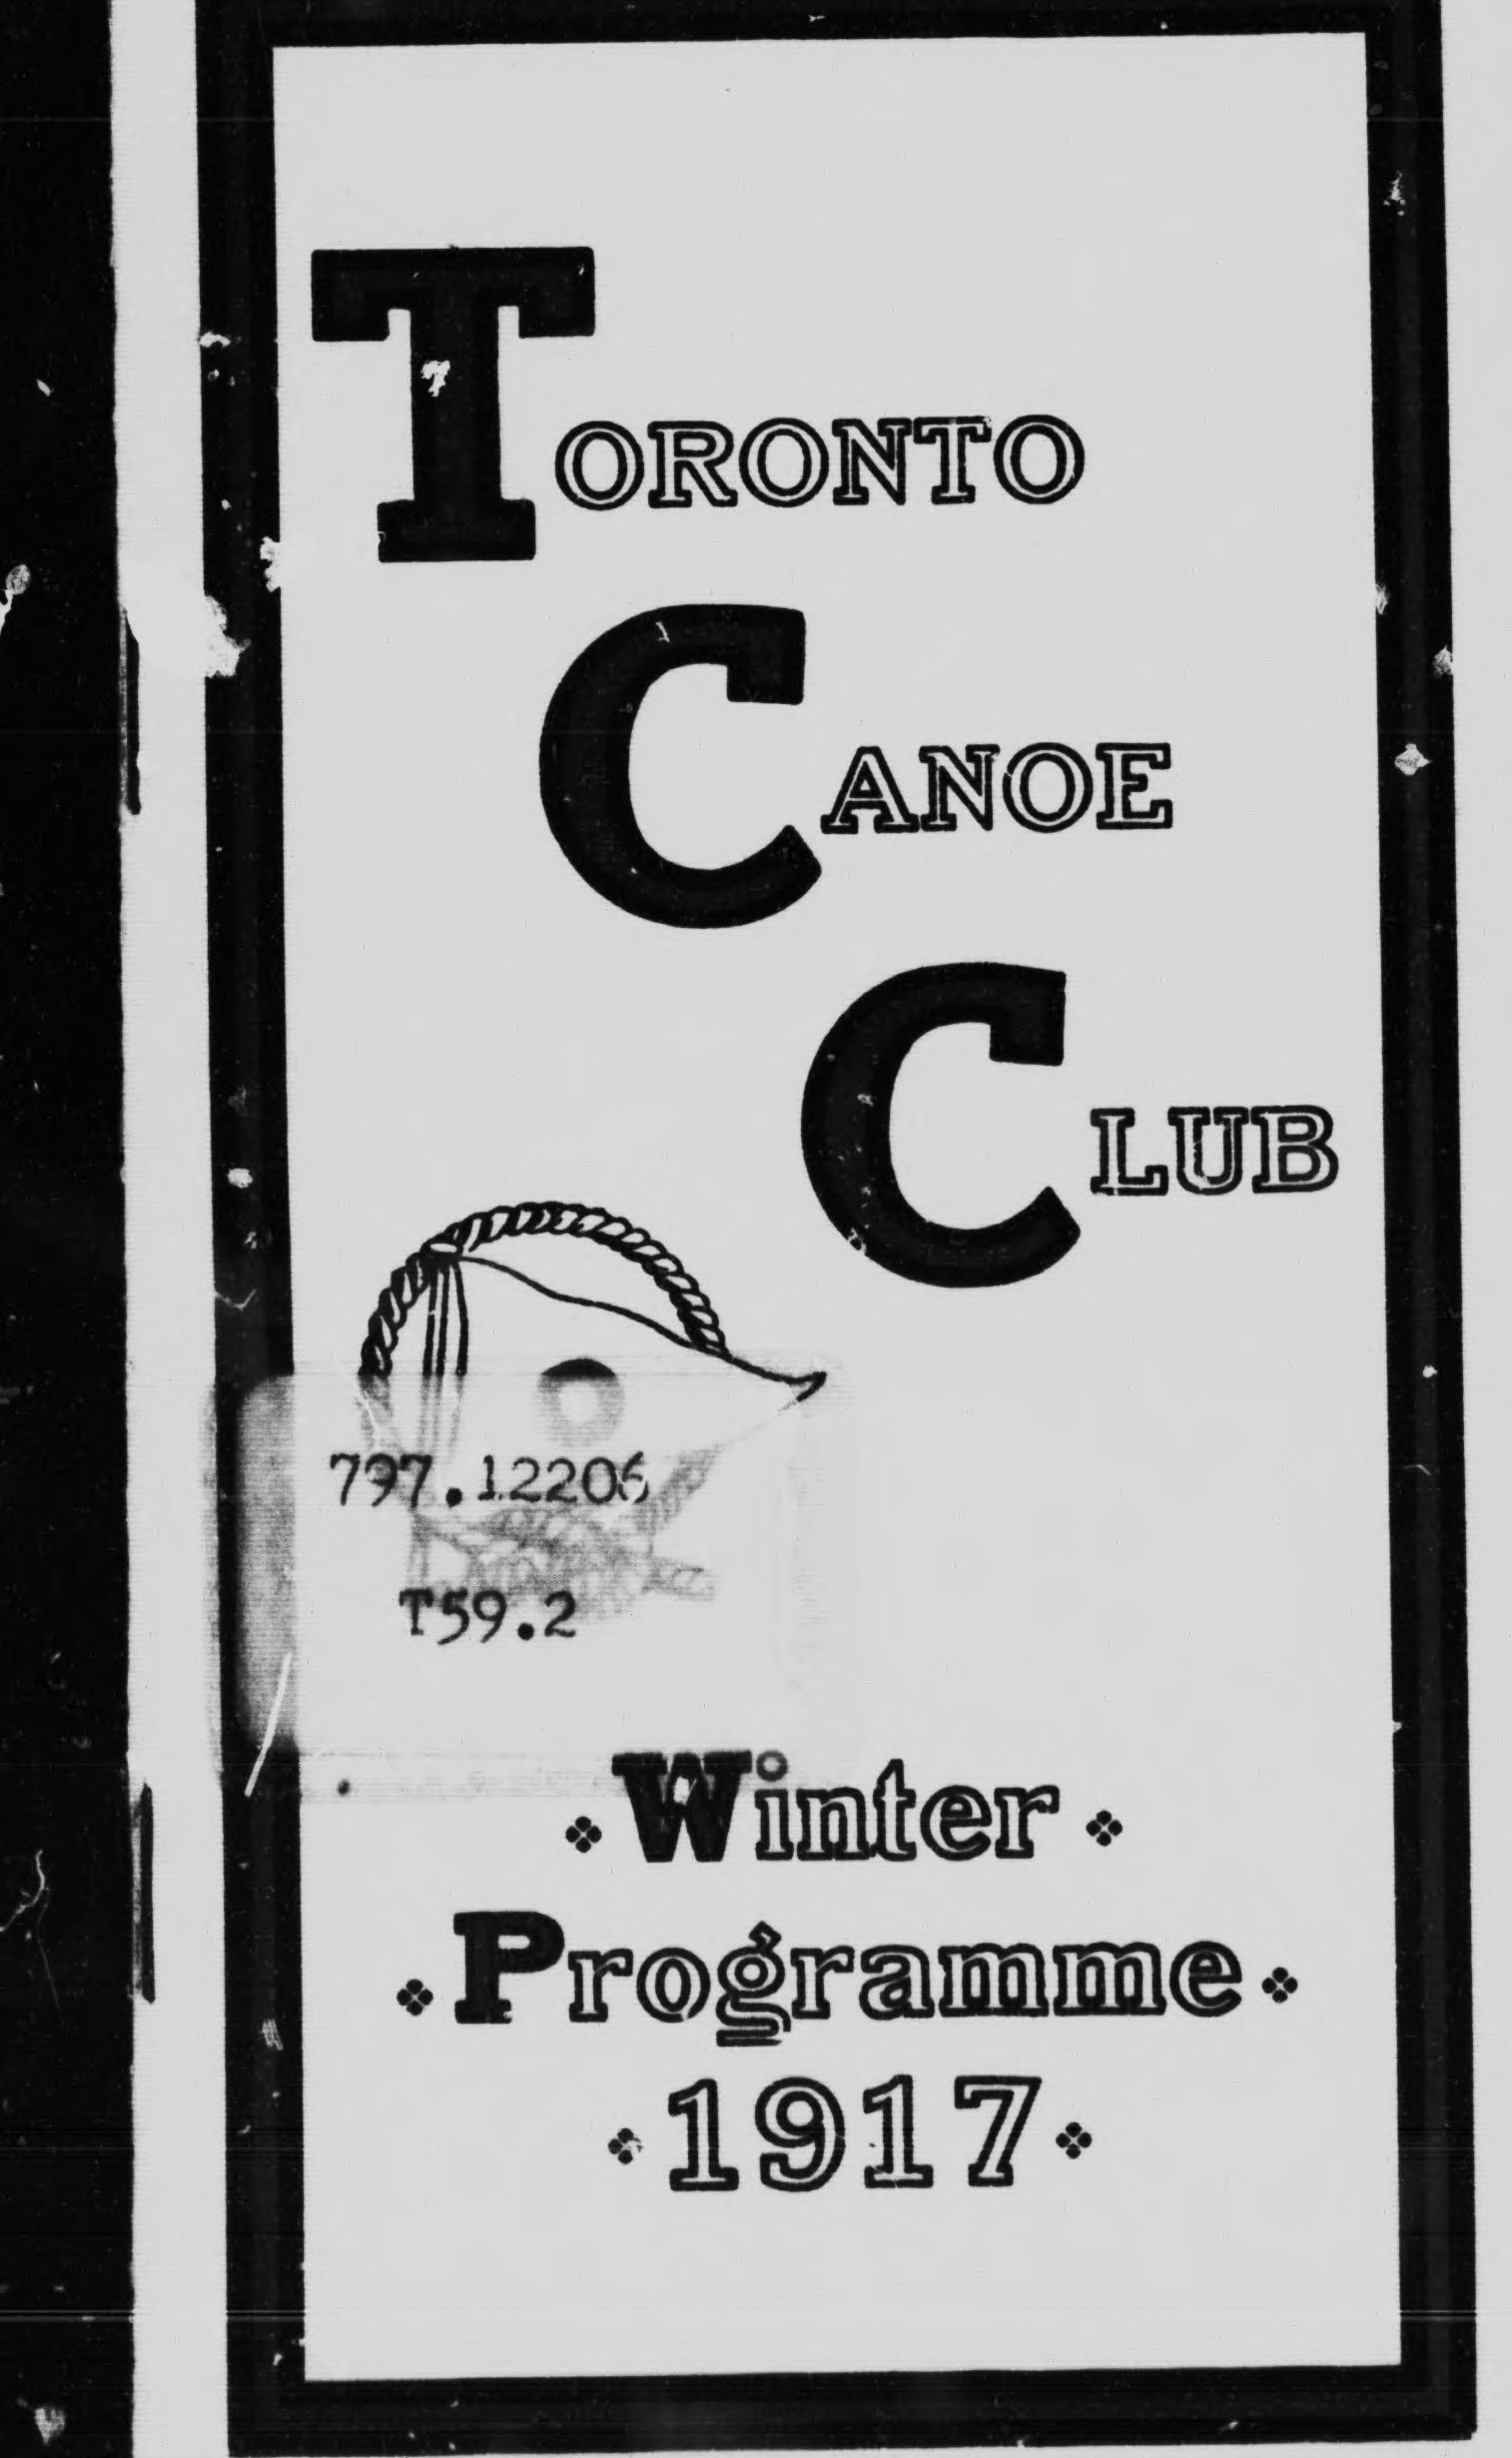 TORONTO
CANOE
CLUB
797.12206
T59.2
Winter
Programme
1917